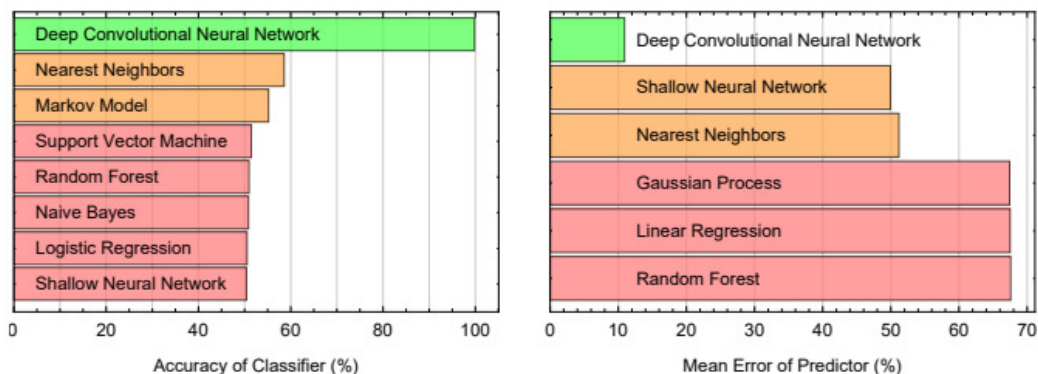 Deep Convolutional Neural Network
Nearest Neighbors
Markov Model
Support Vector Machine
Random Forest
Naive Bayes
Logistic Regression
Shallow Neural Network
0 20 40 60 80 100
Accuracy of Classifier (%)
Deep Convolutional Neural Network
Shallow Neural Network
Nearest Neighbors
Gaussian Process
Linear Regression
Random Forest
0 10 20 30 40 50 60 70
Mean Error of Predictor (%)